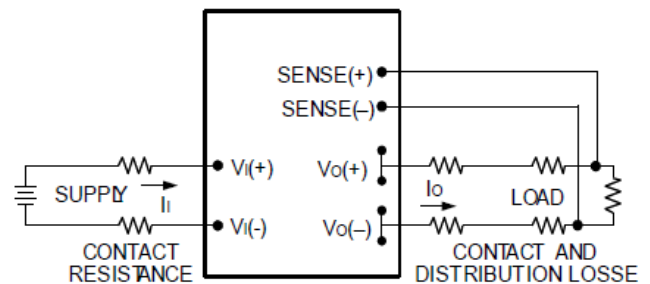 SENSE(+)
SENSE(–)
VI(+)
VO(+)
SUPPLY
II
IO
LOAD
VI(-)
VO(–)
CONTACT
RESISTANCE
CONTACT AND
DISTRIBUTION LOSSE